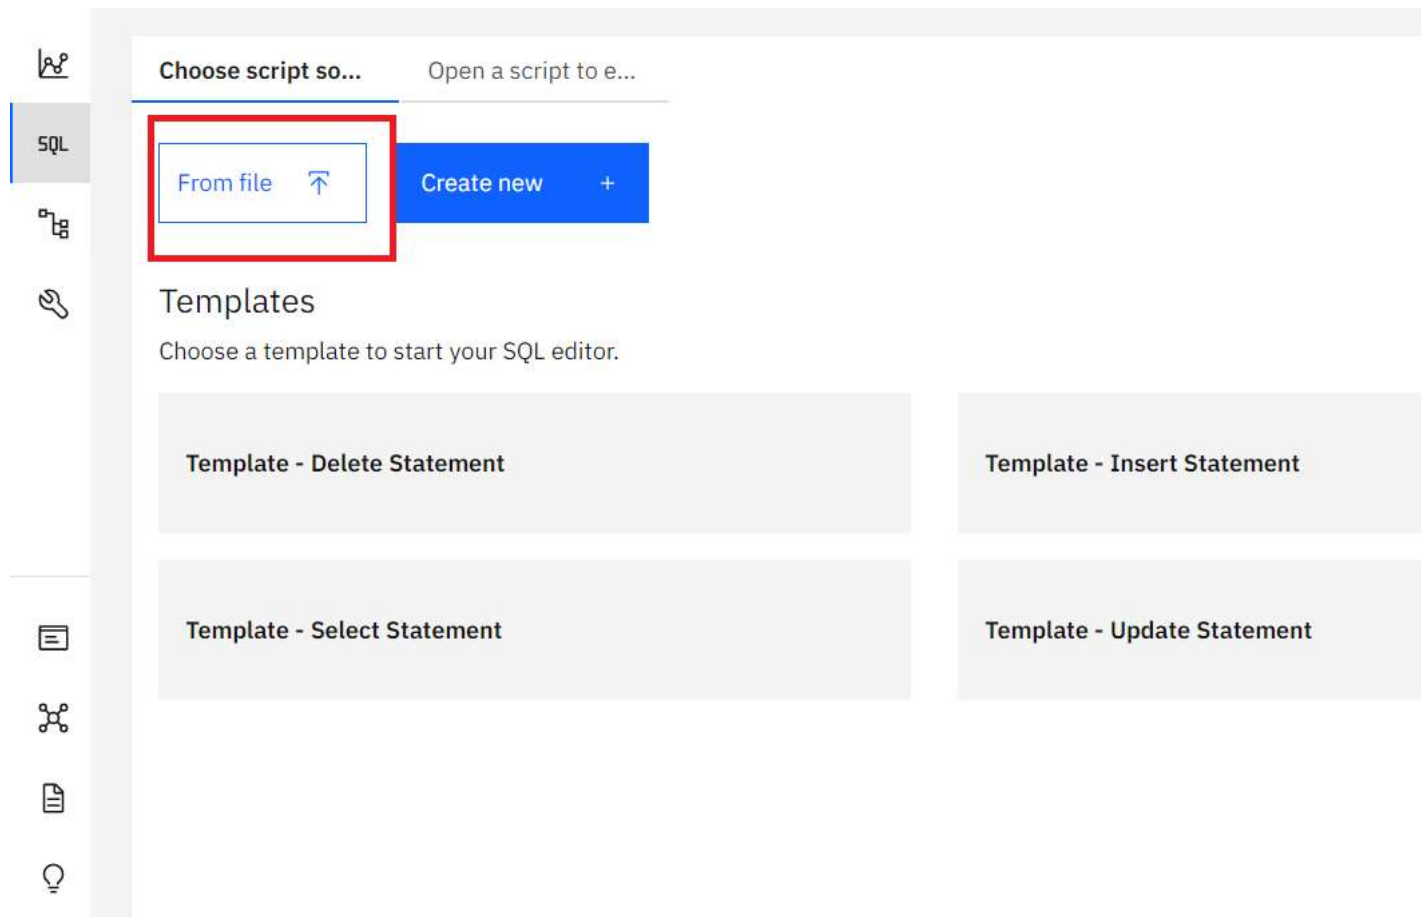 Choose script so...
Open a script to e...
SQL
From file
Create new +
Templates
Choose a template to start your SQL editor.
Template - Delete Statement
Template - Insert Statement
Template - Select Statement
Template - Update Statement